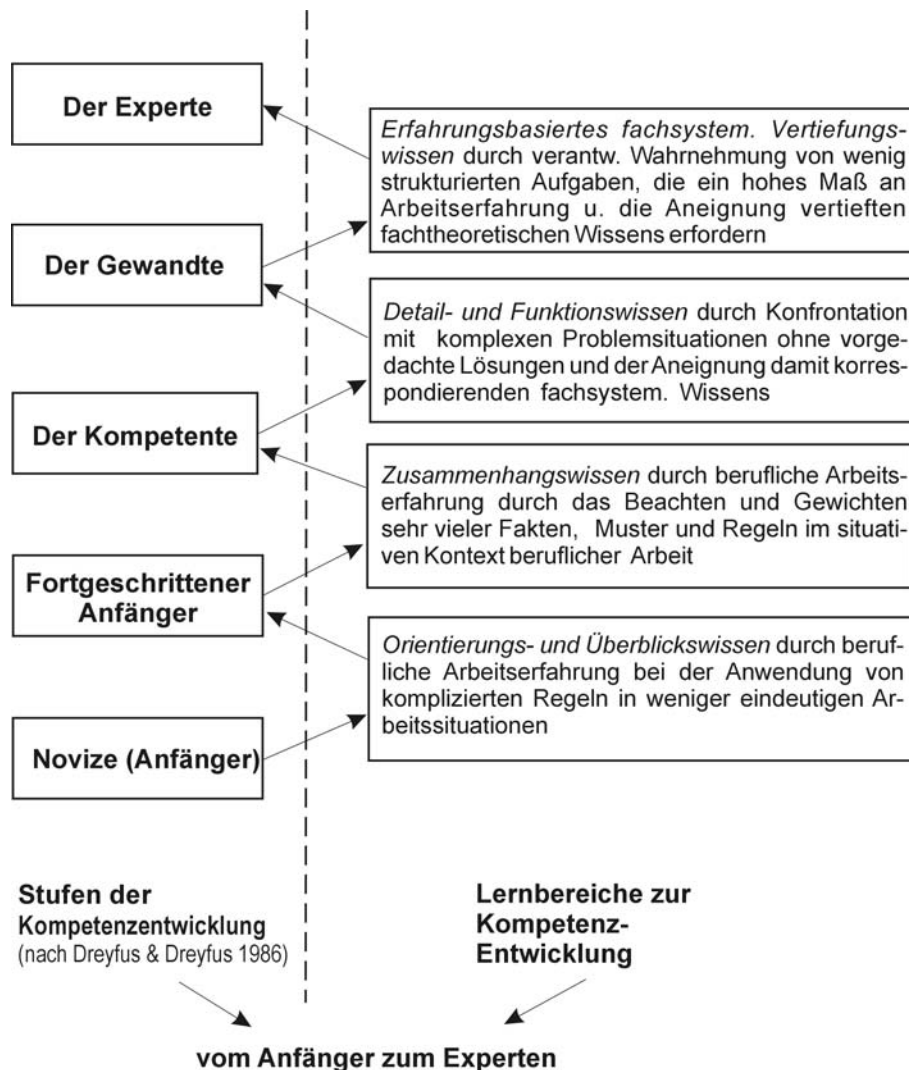 Der Experte
Erfahrungsbasiertes fachsystem. Vertiefungs-
wissen durch verantw. Wahrnehmung von wenig
strukturierten Aufgaben, die ein hohes Maß an
Arbeitserfahrung u. die Aneignung vertieften
fachtheoretischen Wissens erfordern
Der Gewandte
Detail- und Funktionswissen durch Konfrontation
mit komplexen Problemsituationen ohne vorge-
dachte Lösungen und der Aneignung damit korres-
pondierenden fachsystem. Wissens
Der Kompetente
Zusammenhangswissen durch berufliche Arbeits-
erfahrung durch das Beachten und Gewichten
sehr vieler Fakten, Muster und Regeln im situati-
ven Kontext beruflicher Arbeit
Fortgeschrittener
Anfänger
Orientierungs- und Überblickswissen durch beruf-
liche Arbeitserfahrung bei der Anwendung von
komplizierten Regeln in weniger eindeutigen Ar-
beitssituationen
Novize (Anfänger)
Stufen der
Kompetenzentwicklung
(nach Dreyfus & Dreyfus 1986)
Lernbereiche zur
Kompetenz-
Entwicklung
vom Anfänger zum Experten